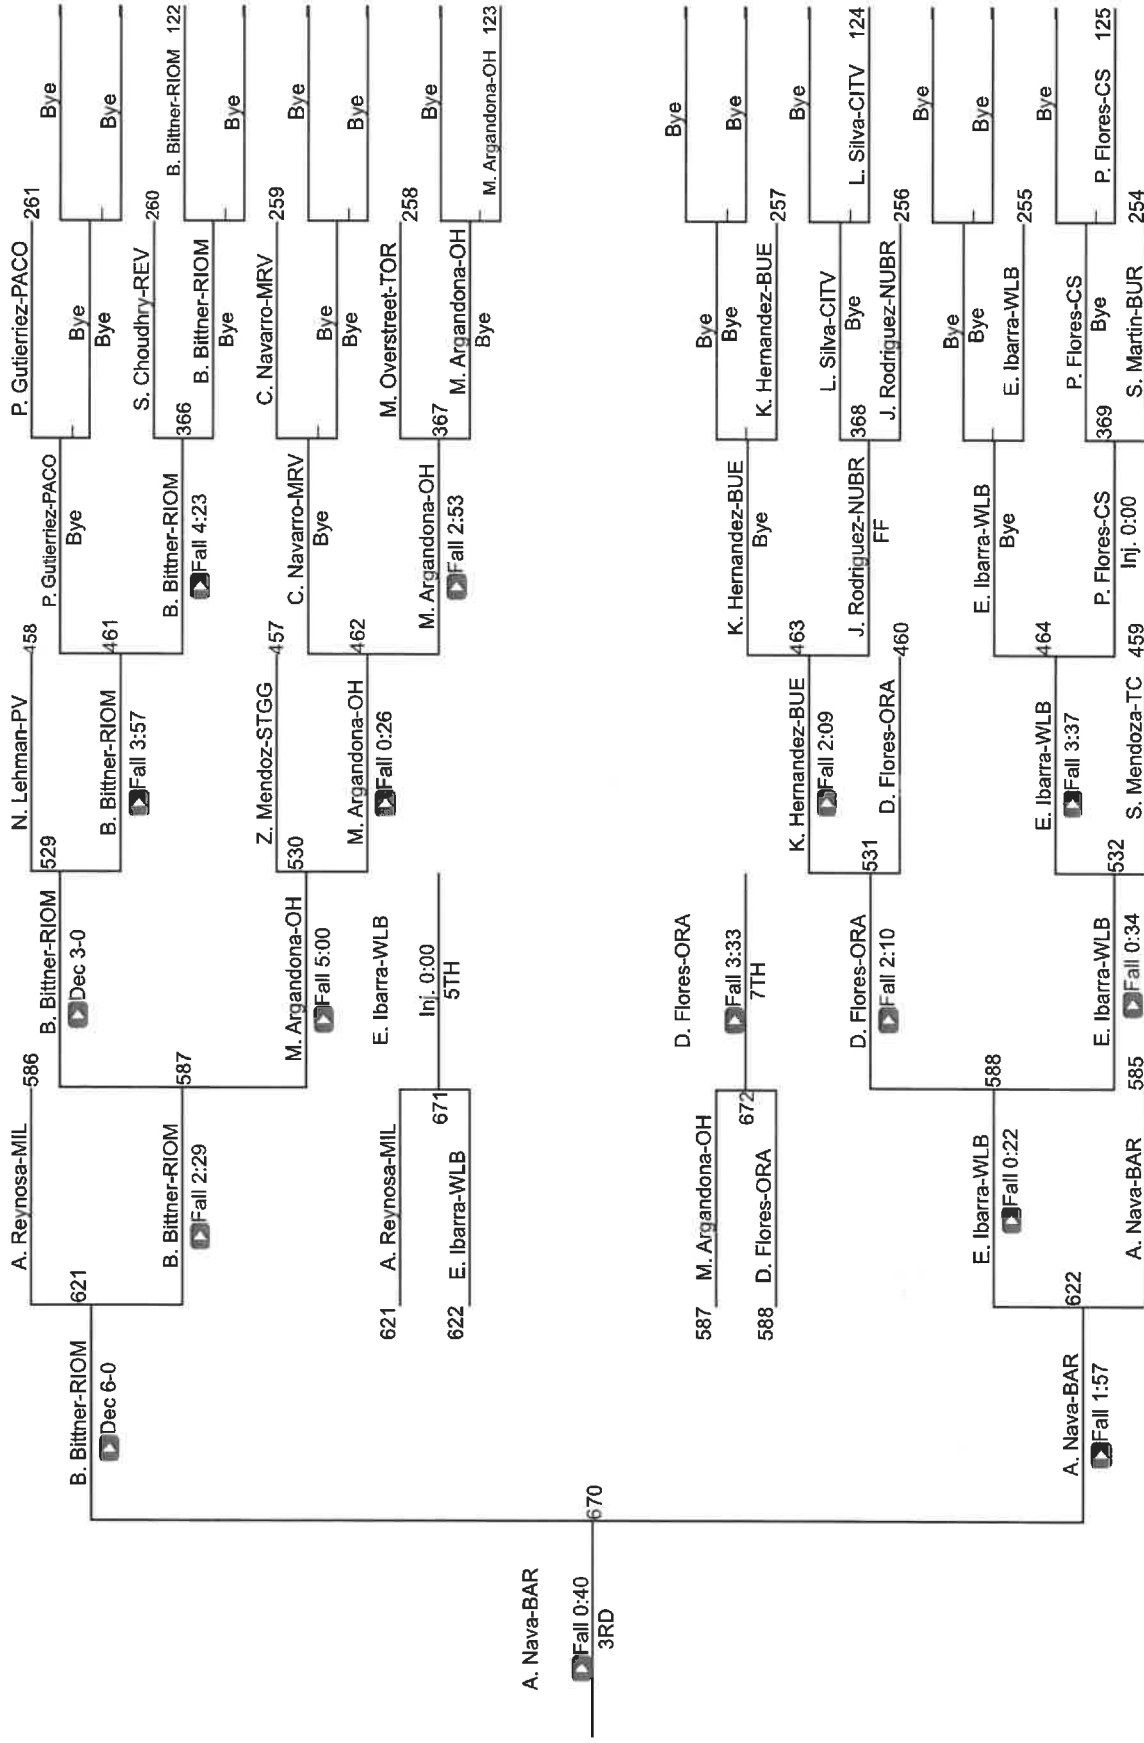 A. Reynosa-MIL 586
N. Lehman-PV 458
P. Gutierriez-PACO 261
B. Bittner-RIOM
529
P. Gutierriez-PACO
Bye
B. Bittner-RIOM
621
Dec 3-0
Bye
Bye
Dec 6-0
B. Bittner-RIOM
461
Bye
Bye
Fall 3:57
S. Choudhry-REV 260
B. Bittner-RIOM 122
B. Bittner-RIOM
587
B. Bittner-RIOM
366
B. Bittner-RIOM
Fall 2:29
Fall 4:23
Bye
Bye
Z. Mendoz-STGG 457
C. Navarro-MRV 259
M. Argandona-OH
530
C. Navarro-MRV
Bye
Fall 5:00
Bye
Bye
M. Argandona-OH
462
Bye
Bye
E. Ibarra-WLB
Fall 0:26
621 A. Reynosa-MIL
M. Overstreet-TOR 258
Inj. 0:00
M. Argandona-OH
367
Bye
671
5TH
Fall 2:53
622 E. Ibarra-WLB
M. Argandona-OH
Bye
M. Argandona-OH 123
A. Nava-BAR
Fall 0:40
670
3RD
D. Flores-ORA
Bye
587 M. Argandona-OH
Bye
Fall 3:33
K. Hernandez-BUE
Bye
Bye
672
7TH
Bye
588 D. Flores-ORA
K. Hernandez-BUE 257
K. Hernandez-BUE
463
Bye
Fall 2:09
L. Silva-CITV
D. Flores-ORA
531
J. Rodriguez-NUBR
368
Bye
L. Silva-CITV 124
Fall 2:10
D. Flores-ORA 460
FF
J. Rodriguez-NUBR 256
Bye
Bye
E. Ibarra-WLB
588
E. Ibarra-WLB
Bye
Bye
Fall 0:22
Bye
E. Ibarra-WLB 255
E. Ibarra-WLB
464
Bye
A. Nava-BAR
622
Fall 3:37
P. Flores-CS
Fall 1:57
E. Ibarra-WLB
532
P. Flores-CS
369
Bye
P. Flores-CS 125
Fall 0:34
Inj. 0:00
A. Nava-BAR 585
S. Mendoza-TC 459
S. Martin-BUR 254